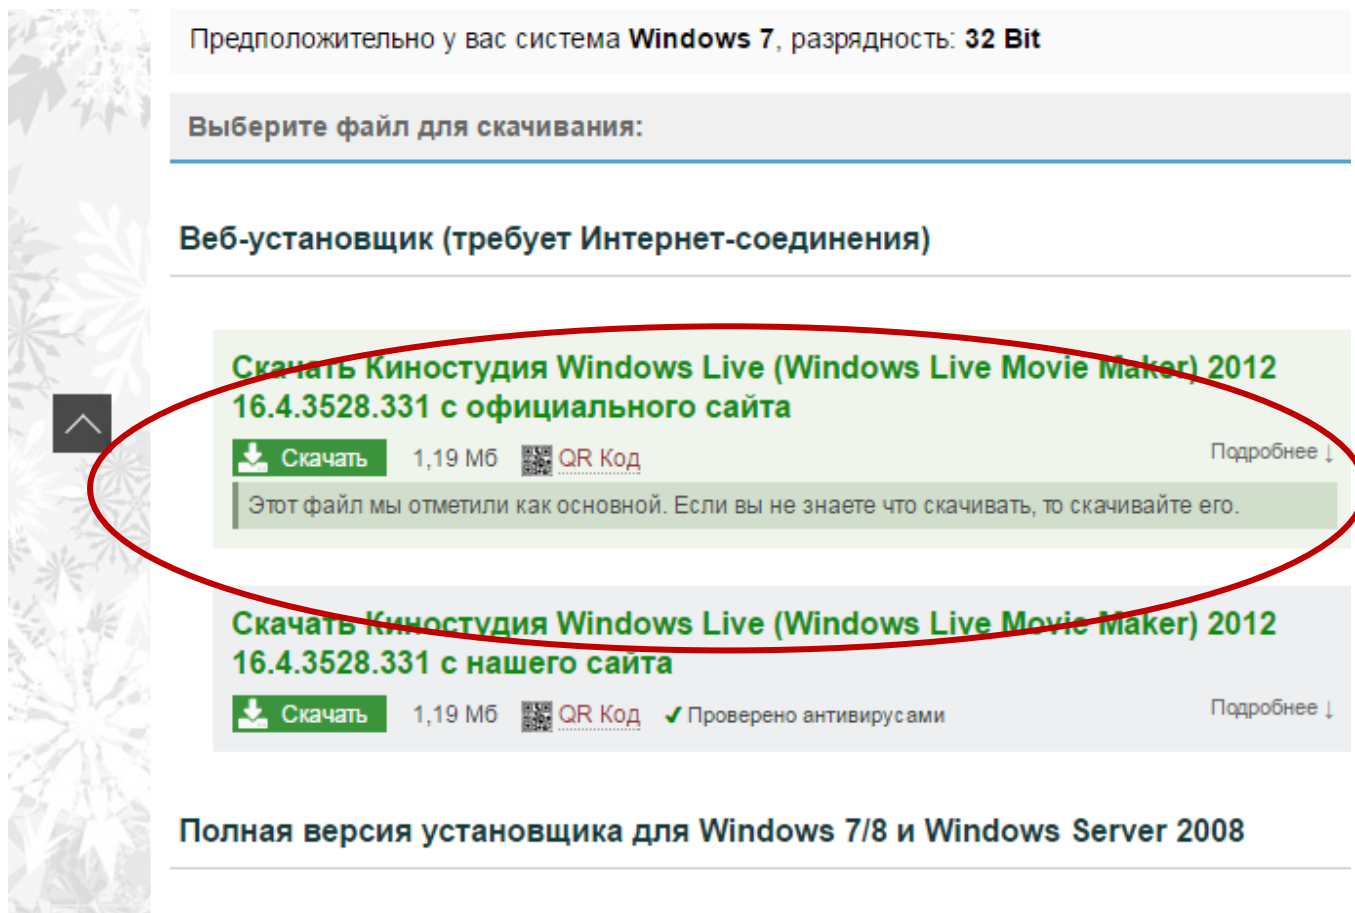 Предположительно у вас система Windows 7, разрядность: 32 Bit
Выберите файл для скачивания:
Веб-установщик (требует Интернет-соединения)
Скачать Киностудия Windows Live (Windows Live Movie Maker) 2012
16.4.3528.331 с официального сайта
Скачать 1,19 Мб QR Код Подробнее ↓
Этот файл мы отметили как основной. Если вы не знаете что скачивать, то скачивайте его.
Скачать Киностудия Windows Live (Windows Live Movie Maker) 2012
16.4.3528.331 с нашего сайта
Скачать 1,19 Мб QR Код ✓ Проверено антивирусами Подробнее ↓
Полная версия установщика для Windows 7/8 и Windows Server 2008